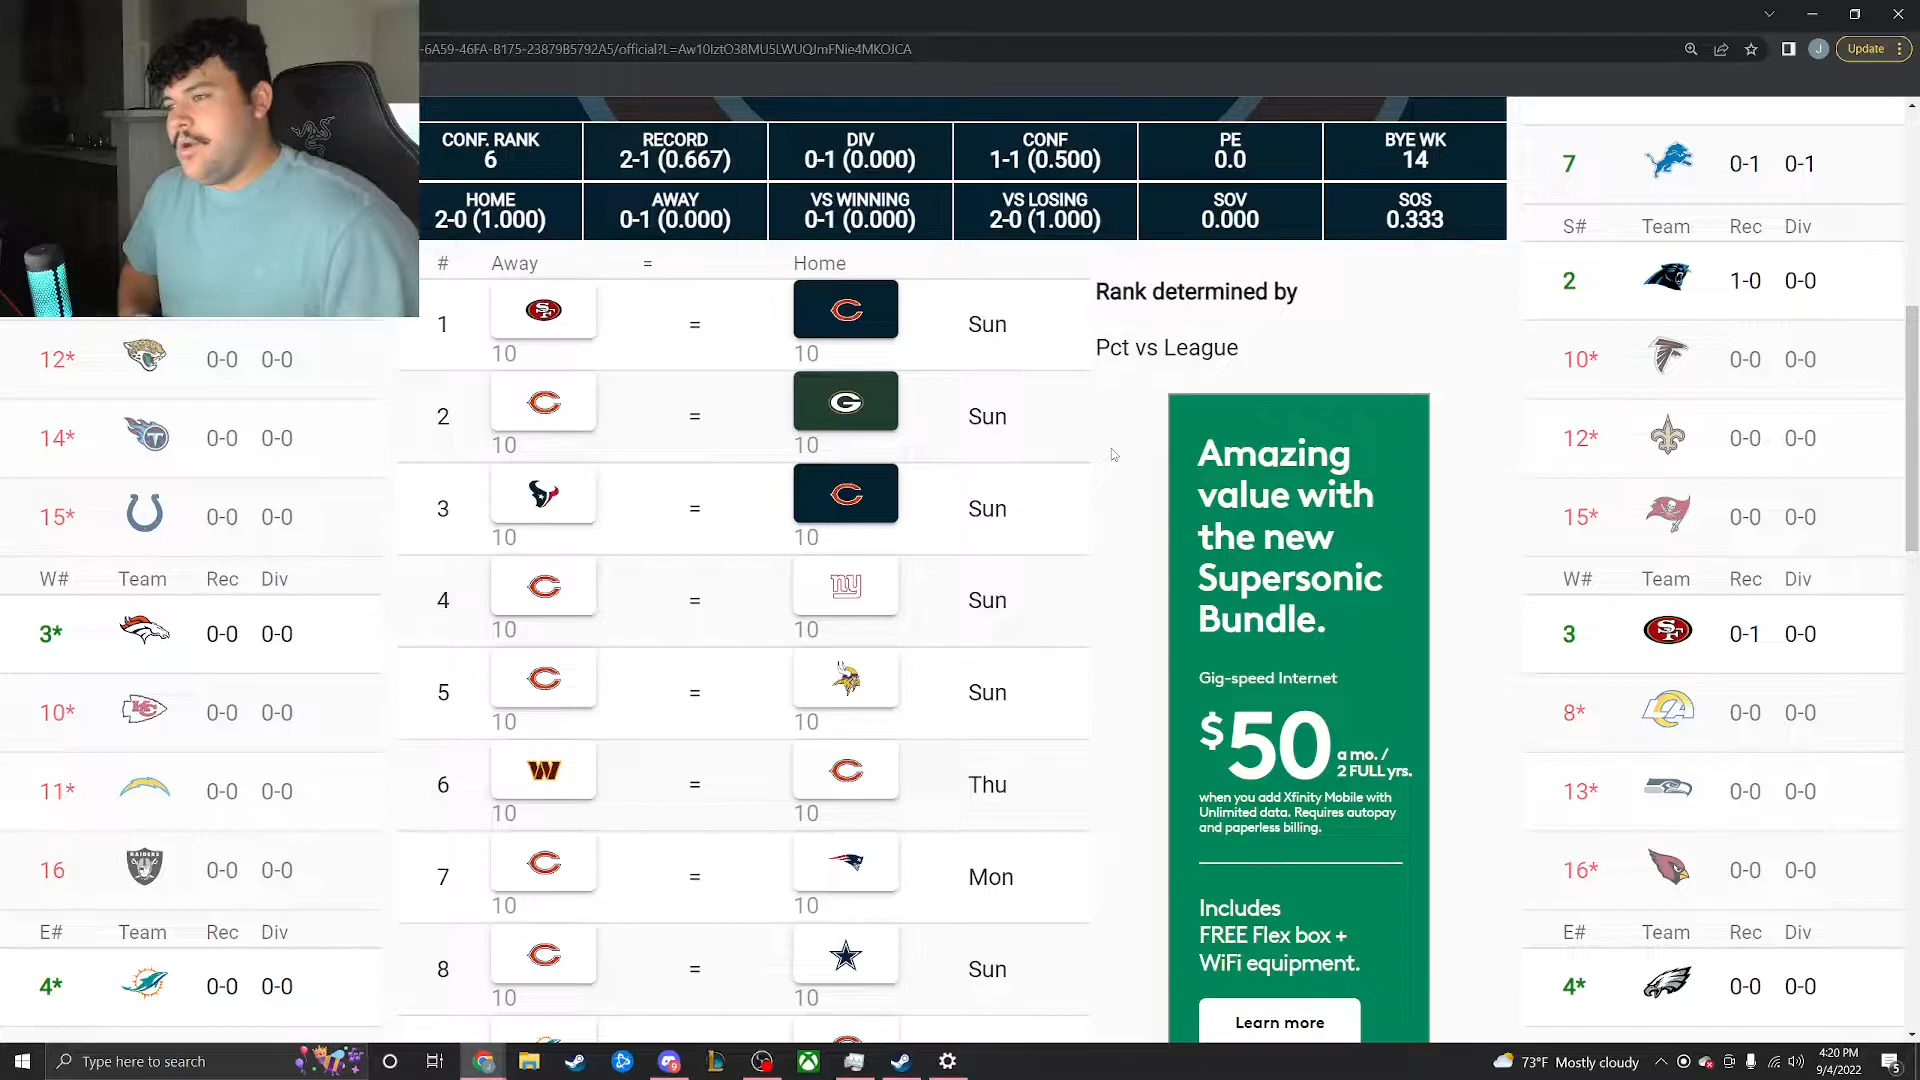 -6A59-46FA-B175-23879B5792A5/official?L=Aw10IztO38MU5LWUQJmFNie4MKOJCA
J
Update
CONF. RANK
6
RECORD
2-1 (0.667)
DIV
0-1 (0.000)
CONF
1-1 (0.500)
PE
0.0
BYE WK
14
HOME
2-0 (1.000)
AWAY
0-1 (0.000)
VS WINNING
0-1 (0.000)
VS LOSING
2-0 (1.000)
SOV
0.000
SOS
0.333
12* 0-0 0-0
14* 0-0 0-0
15* 0-0 0-0
W# Team Rec Div
3* 0-0 0-0
10* 0-0 0-0
11* 0-0 0-0
16 RAIDERS 0-0 0-0
E# Team Rec Div
4* 0-0 0-0
# Away = Home
1 SF = C Sun
10 10
2 C = G Sun
10 10
3 = C Sun
10 10
4 C = ny Sun
10 10
5 C = Sun
10 10
6 W = C Thu
10 10
7 C = Mon
10 10
8 C = Sun
10 10
Rank determined by
Pct vs League
Amazing
value with
the new
Supersonic
Bundle.
Gig-speed Internet
$50 a mo. /
2 FULL yrs.
when you add Xfinity Mobile with
Unlimited data. Requires autopay
and paperless billing.
Includes
FREE Flex box +
WiFi equipment.
Learn more
7 0-1 0-1
S# Team Rec Div
2 1-0 0-0
10* 0-0 0-0
12* 0-0 0-0
15* 0-0 0-0
W# Team Rec Div
3 SF 0-1 0-0
8* LA 0-0 0-0
13* 0-0 0-0
16* 0-0 0-0
E# Team Rec Div
4* 0-0 0-0
Type here to search
9
73°F Mostly cloudy
4:20 PM
9/4/2022
5